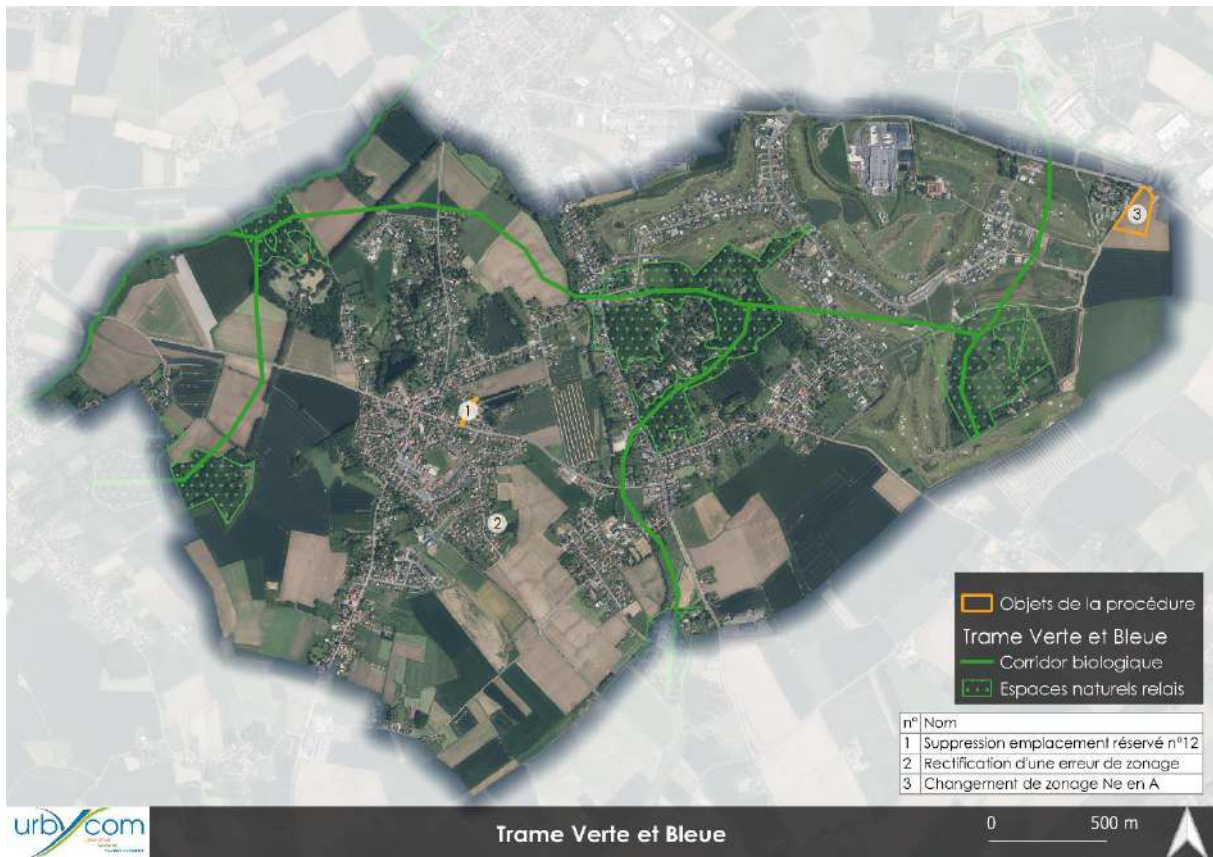 3
1
2
Objets de la procédure
Trame Verte et Bleue
Corridor biologique
Espaces naturels relais
n° Nom
1 Suppression emplacement réservé n°12
2 Rectification d'une erreur de zonage
3 Changement de zonage Ne en A
urbycom
Trame Verte et Bleue
0 500 m